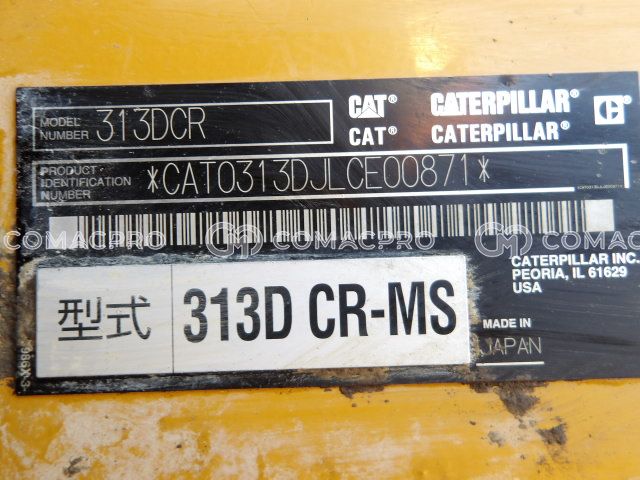 MODEL NUMBER 313DCR
CAT® CATERPILLAR®
CAT® CATERPILLAR®
PRODUCT IDENTIFICATION NUMBER *CAT0313DJLCE00871*
COMACPRO COMACPRO
CATERPILLAR INC.
PEORIA, IL 61629
USA
型式 313D CR-MS
MADE IN
JAPAN